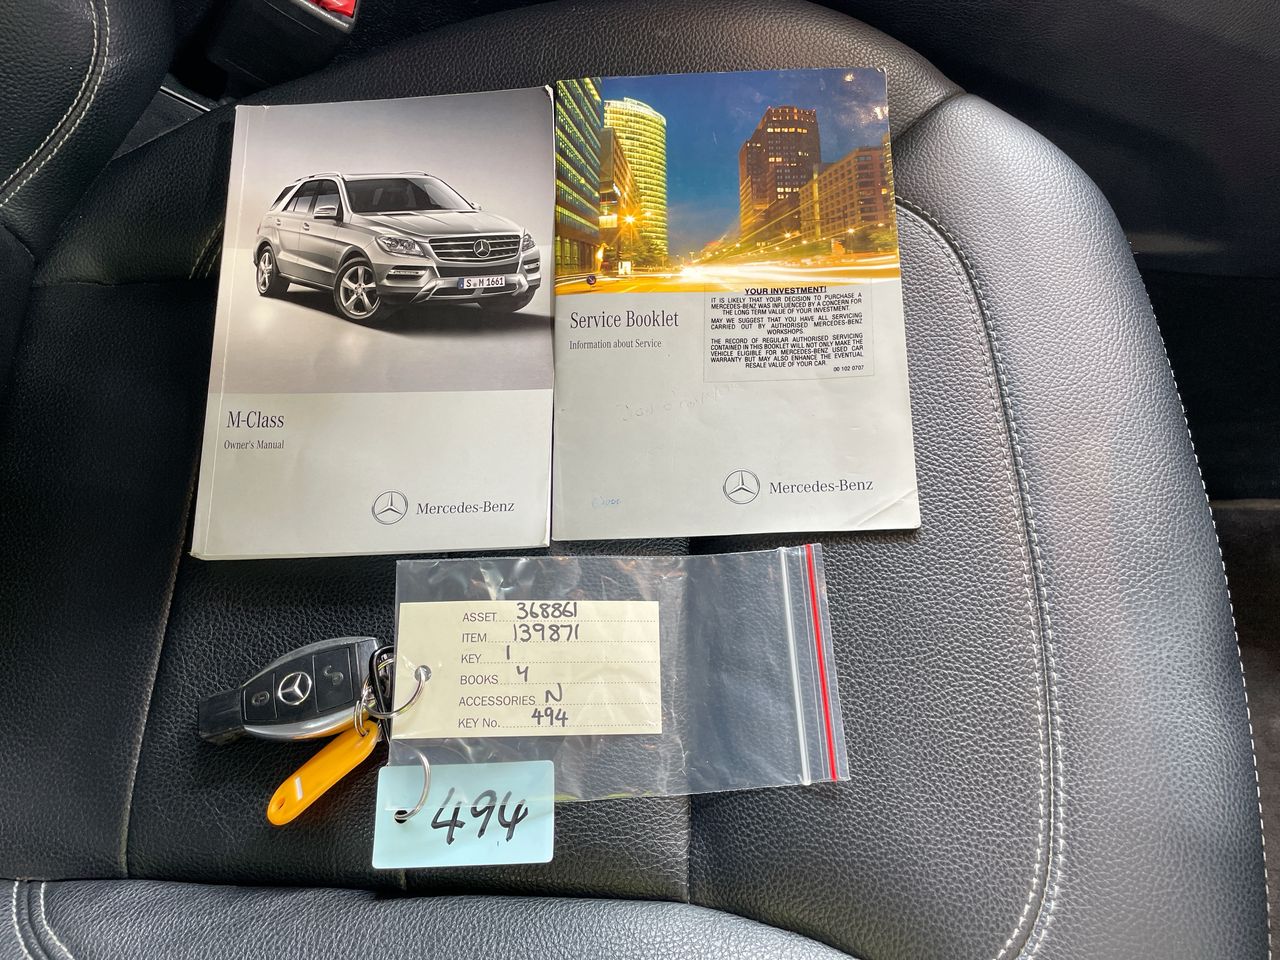 S M 1661
M-Class
Owner's Manual
Mercedes-Benz
YOUR INVESTMENT!
IT IS LIKELY THAT YOUR DECISION TO PURCHASE A
MERCEDES-BENZ WAS INFLUENCED BY A CONCERN FOR
THE LONG TERM VALUE OF YOUR INVESTMENT.
MAY WE SUGGEST THAT YOU HAVE ALL SERVICING
CARRIED OUT BY AUTHORISED MERCEDES-BENZ
WORKSHOPS.
THE RECORD OF REGULAR AUTHORISED SERVICING
CONTAINED IN THIS BOOKLET WILL NOT ONLY MAKE THE
VEHICLE ELIGIBLE FOR MERCEDES-BENZ USED CAR
WARRANTY BUT MAY ALSO ENHANCE THE EVENTUAL
RESALE VALUE OF YOUR CAR.
00 102 0707
Service Booklet
Information about Service
Mercedes-Benz
ASSET 368861
ITEM 139871
KEY 1
BOOKS 4
ACCESSORIES N
KEY No. 494
494